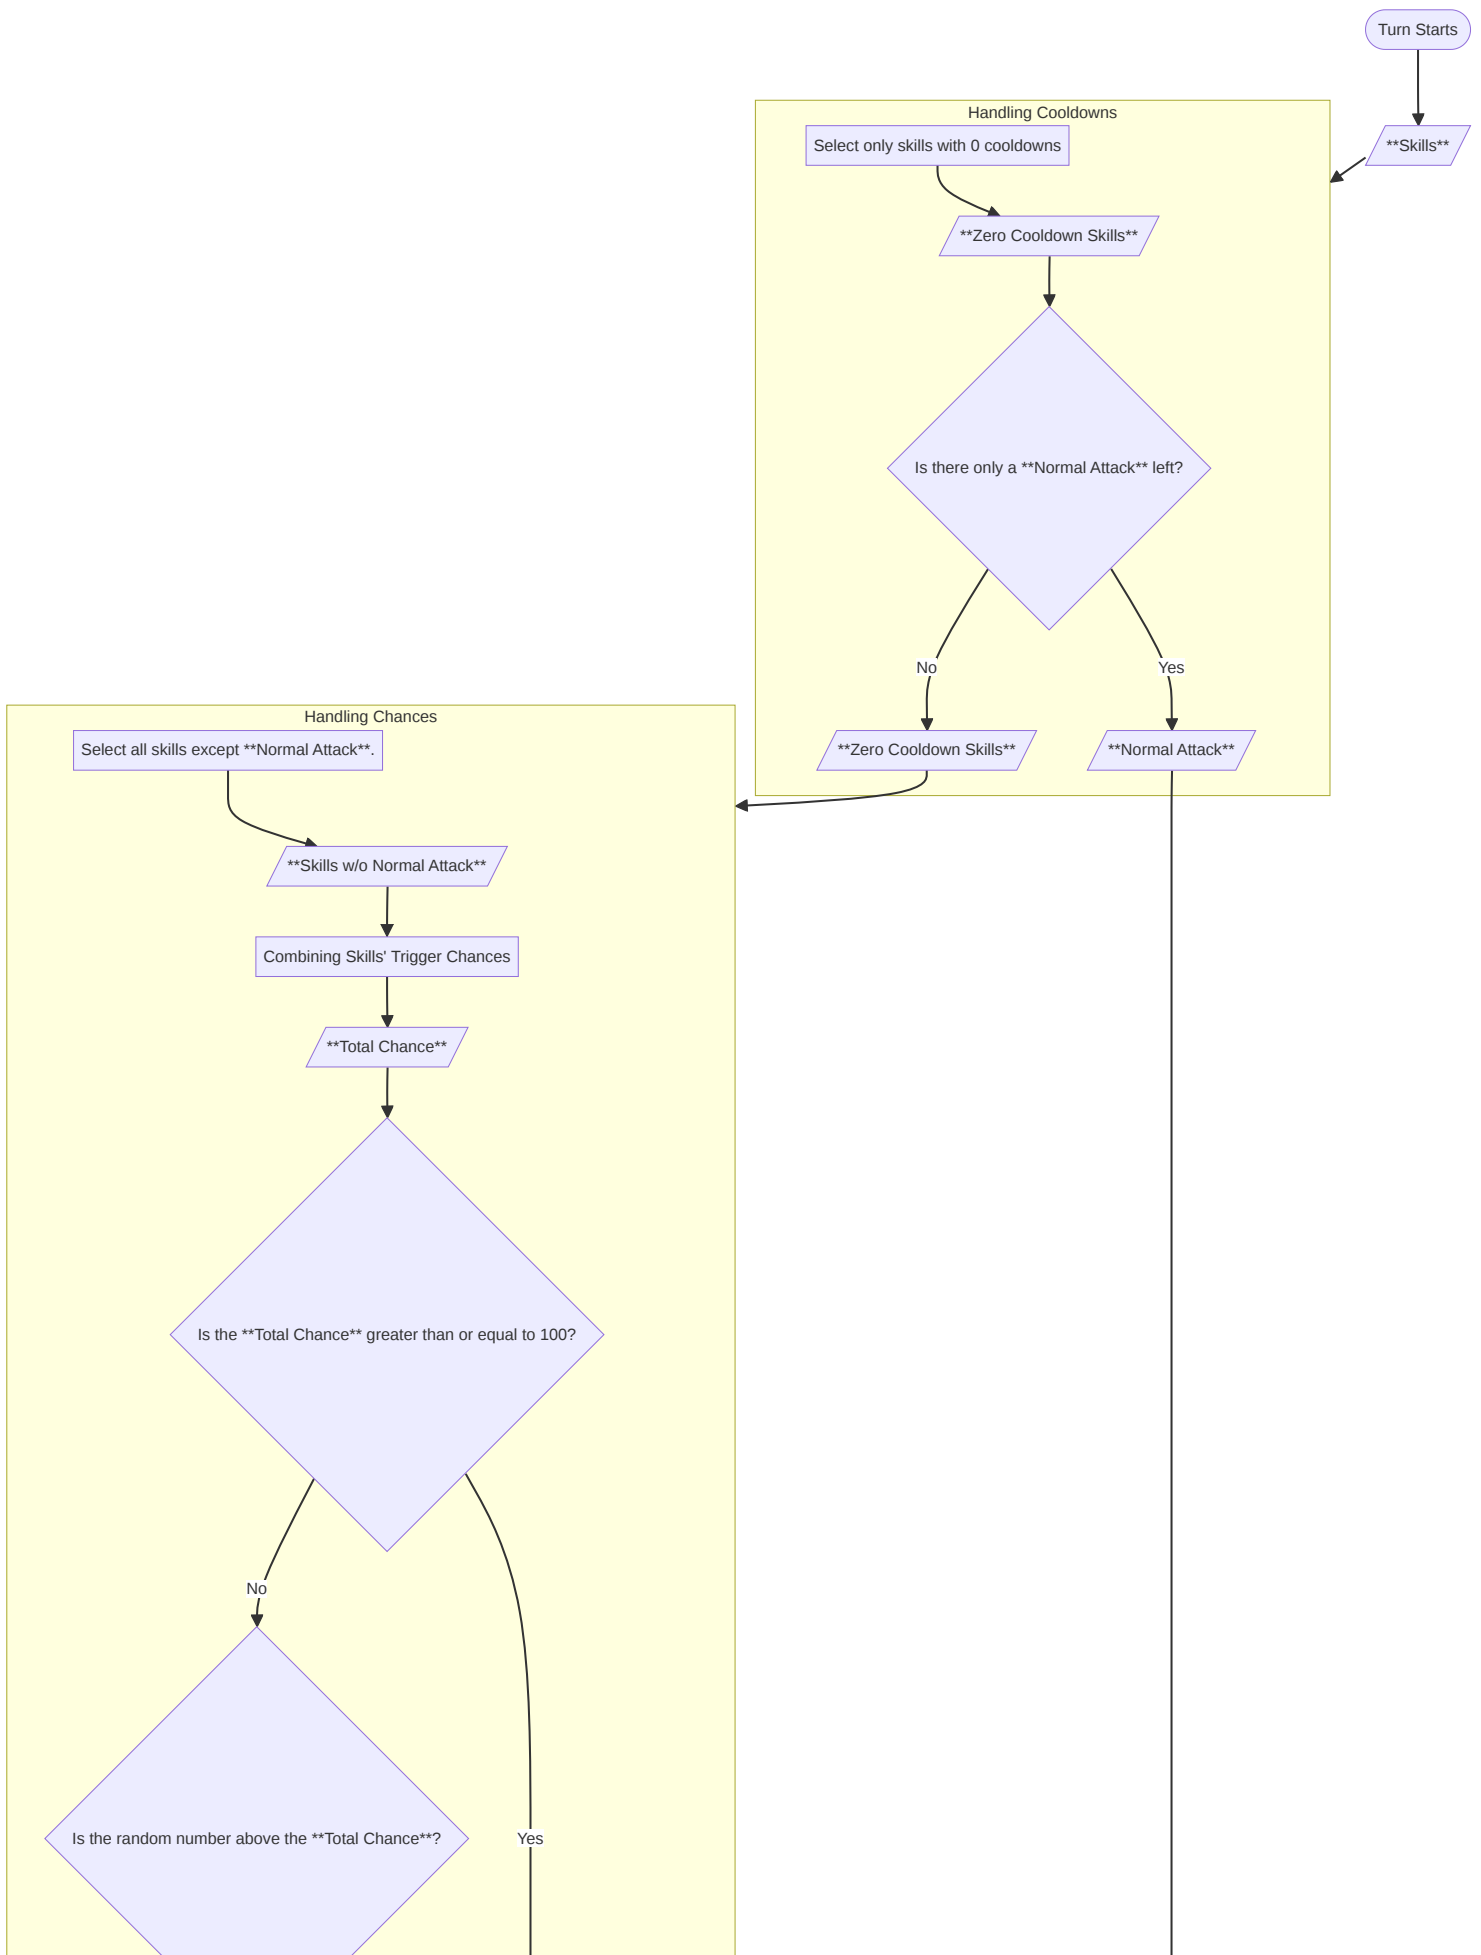 Turn Starts
**Skills**
Handling Cooldowns
Select only skills with 0 cooldowns
**Zero Cooldown Skills**
Is there only a **Normal Attack** left?
No
Yes
**Zero Cooldown Skills**
**Normal Attack**
Handling Chances
Select all skills except **Normal Attack**.
**Skills w/o Normal Attack**
Combining Skills' Trigger Chances
**Total Chance**
Is the **Total Chance** greater than or equal to 100?
No
Is the random number above the **Total Chance**?
Yes